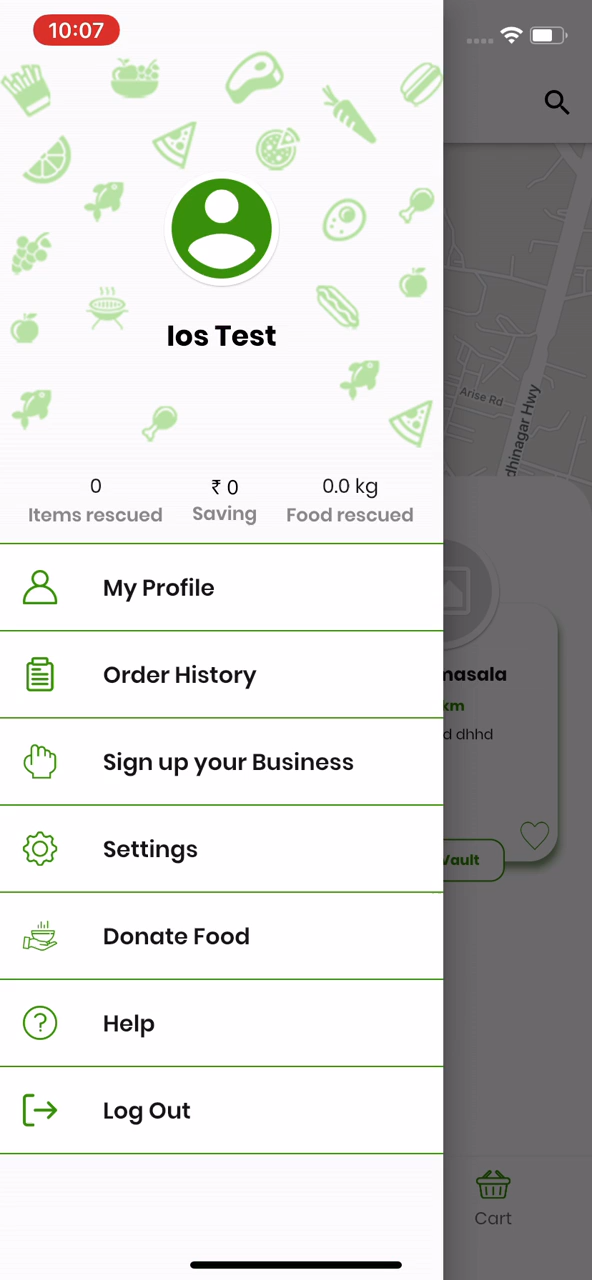 10:07
Ios Test
0
Items rescued
₹ 0
Saving
0.0 kg
Food rescued
My Profile
Order History
Sign up your Business
Settings
Donate Food
Help
Log Out
Arise Rd
dhinagar Hwy
masala
km
d dhhd
Vault
Cart